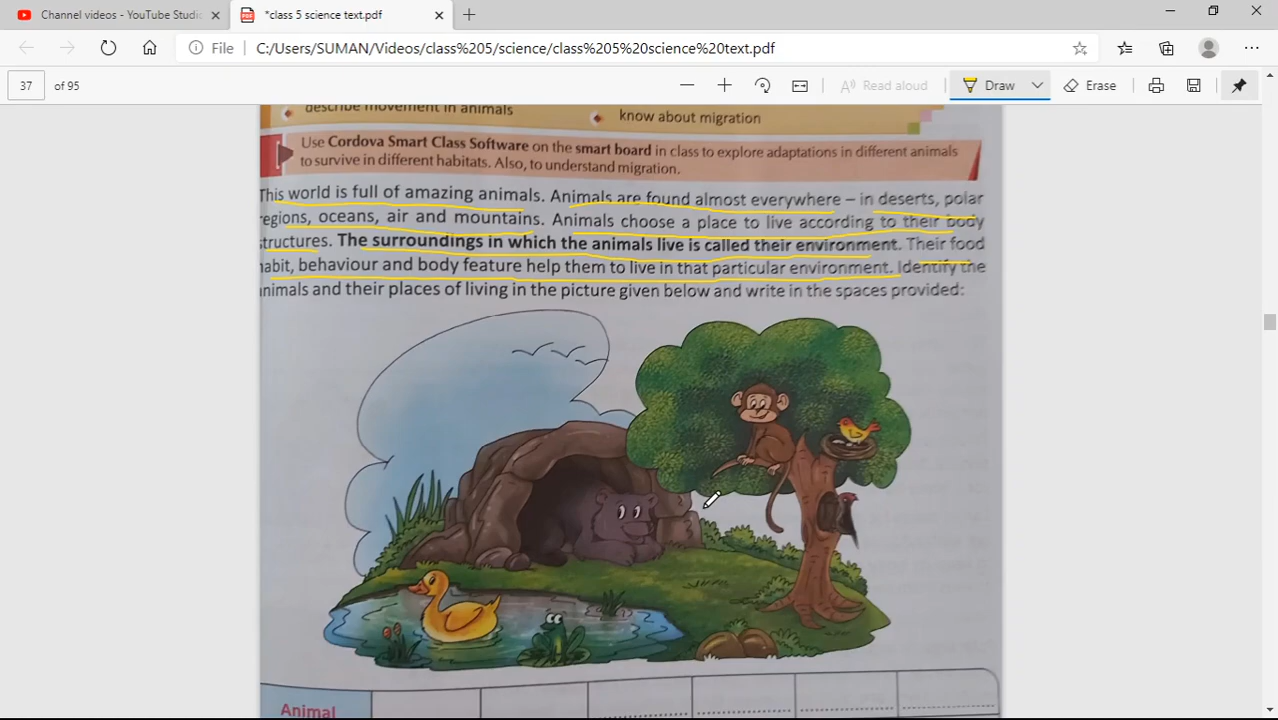 Channel videos - YouTube Studi
*class 5 science text.pdf
File
C:/Users/SUMAN/Videos/class%205/science/class%205%20science%20text.pdf
37 of 95
Read aloud
Draw
Erase
describe movement in animals
know about migration
Use Cordova Smart Class Software on the smart board in class to explore adaptations in different animals
to survive in different habitats. Also, to understand migration.
This world is full of amazing animals. Animals are found almost everywhere – in deserts, polar
regions, oceans, air and mountains. Animals choose a place to live according to their body
structures. The surroundings in which the animals live is called their environment. Their food
habit, behaviour and body feature help them to live in that particular environment. Identify the
animals and their places of living in the picture given below and write in the spaces provided:
Animal